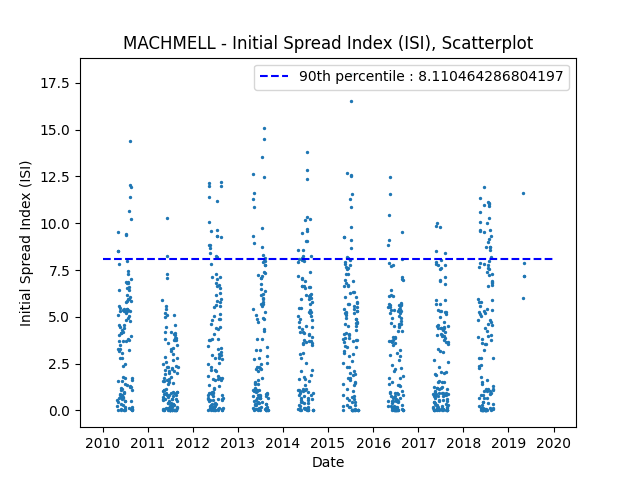 MACHMELL - Initial Spread Index (ISI), Scatterplot
90th percentile : 8.110464286804197
Initial Spread Index (ISI)
17.5
15.0
12.5
10.0
7.5
5.0
2.5
0.0
2010 2011 2012 2013 2014 2015 2016 2017 2018 2019 2020
Date